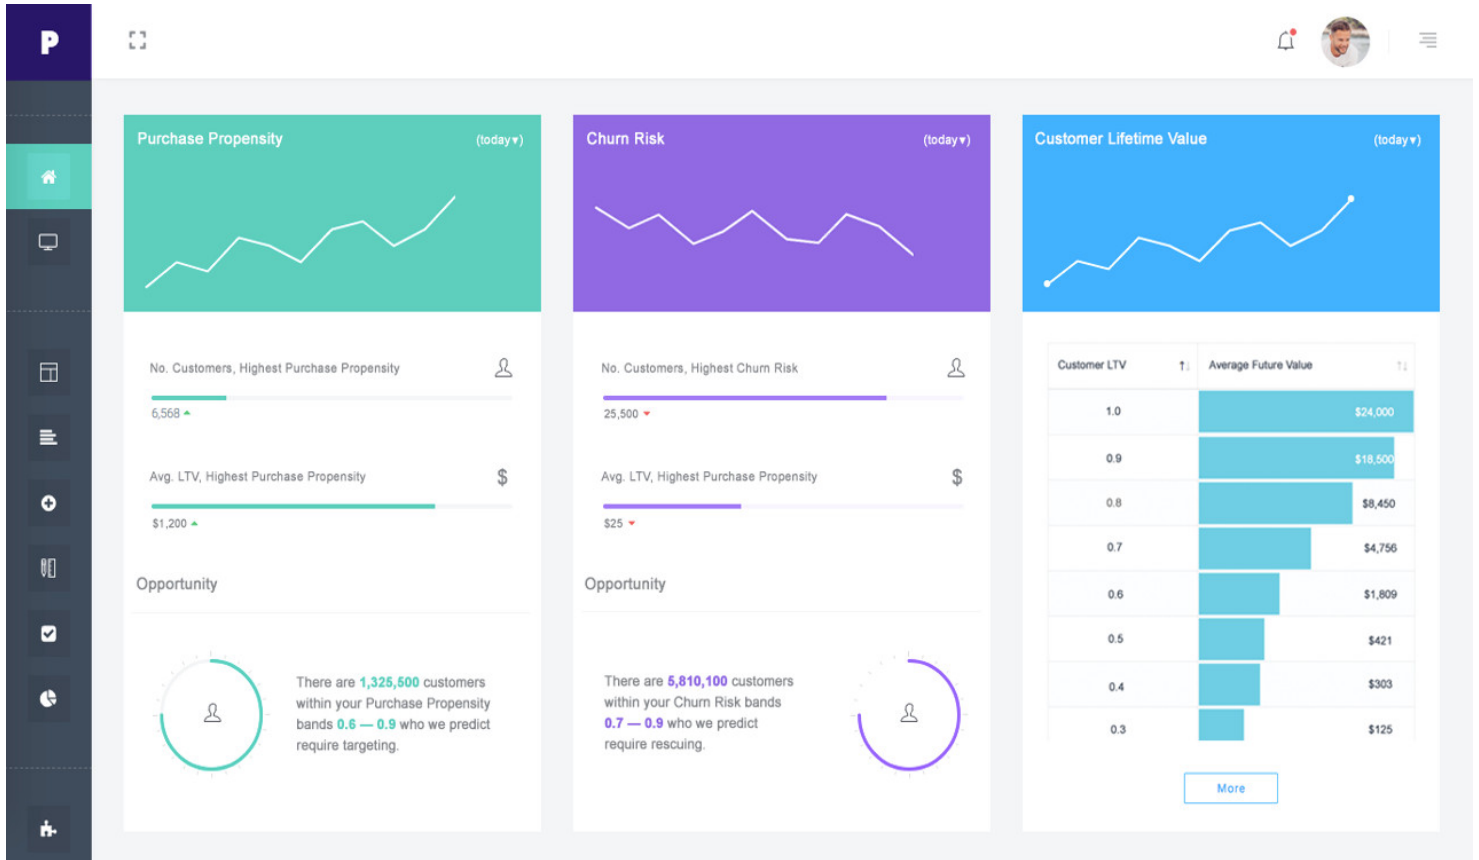 P
Purchase Propensity
(today▾)
No. Customers, Highest Purchase Propensity
6,568
Avg. LTV, Highest Purchase Propensity
$
$1,200
Opportunity
There are 1,325,500 customers
within your Purchase Propensity
bands 0.6 — 0.9 who we predict
require targeting.
Churn Risk
(today▾)
No. Customers, Highest Churn Risk
25,500
Avg. LTV, Highest Purchase Propensity
$
$25
Opportunity
There are 5,810,100 customers
within your Churn Risk bands
0.7 — 0.9 who we predict
require rescuing.
Customer Lifetime Value
(today▾)
Customer LTV ↑↓ Average Future Value ↑↓
1.0 $24,000
0.9 $18,500
0.8 $8,450
0.7 $4,756
0.6 $1,809
0.5 $421
0.4 $303
0.3 $125
More